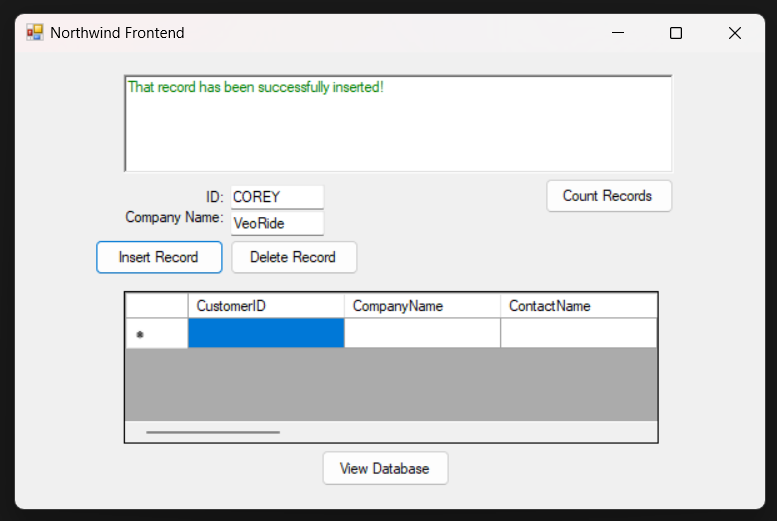 Northwind Frontend
That record has been successfully inserted!
ID: COREY
Count Records
Company Name: VeoRide
Insert Record Delete Record
CustomerID CompanyName ContactName
*
View Database